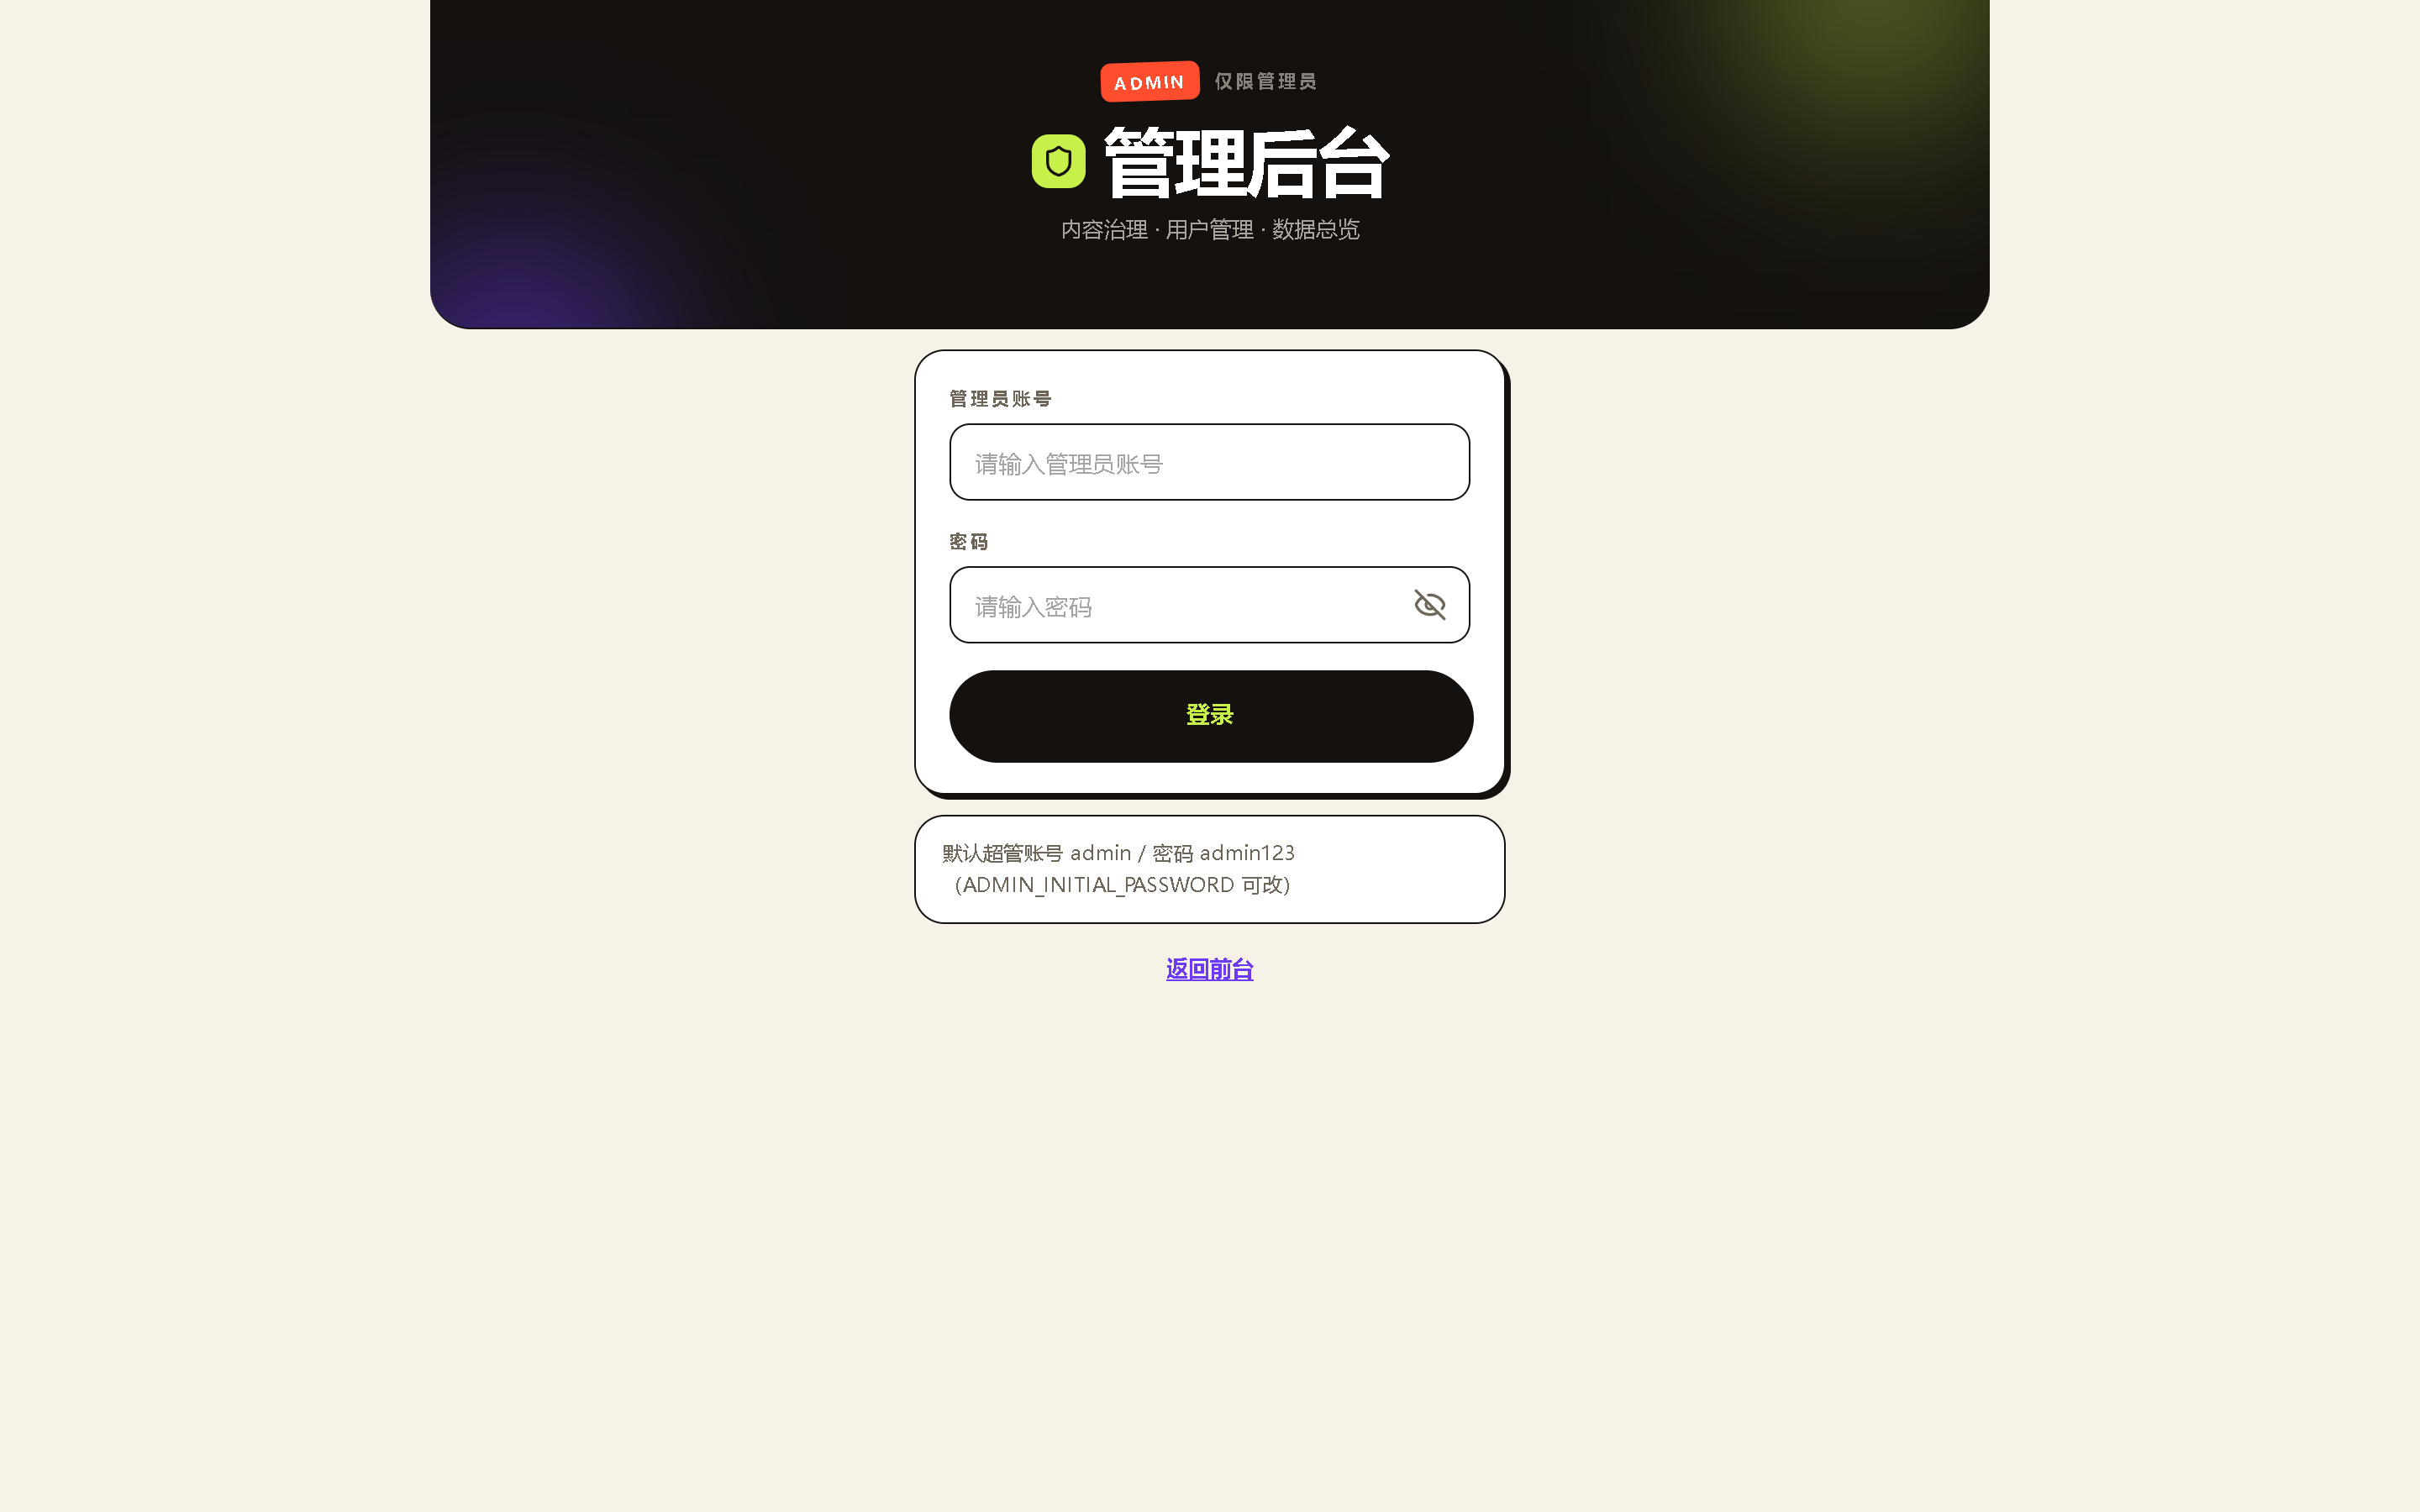 ADMIN 仅限管理员
管理后台
内容治理 · 用户管理 · 数据总览
管理员账号
请输入管理员账号
密码
请输入密码
登录
默认超管账号 admin / 密码 admin123
（ADMIN_INITIAL_PASSWORD 可改）
返回前台